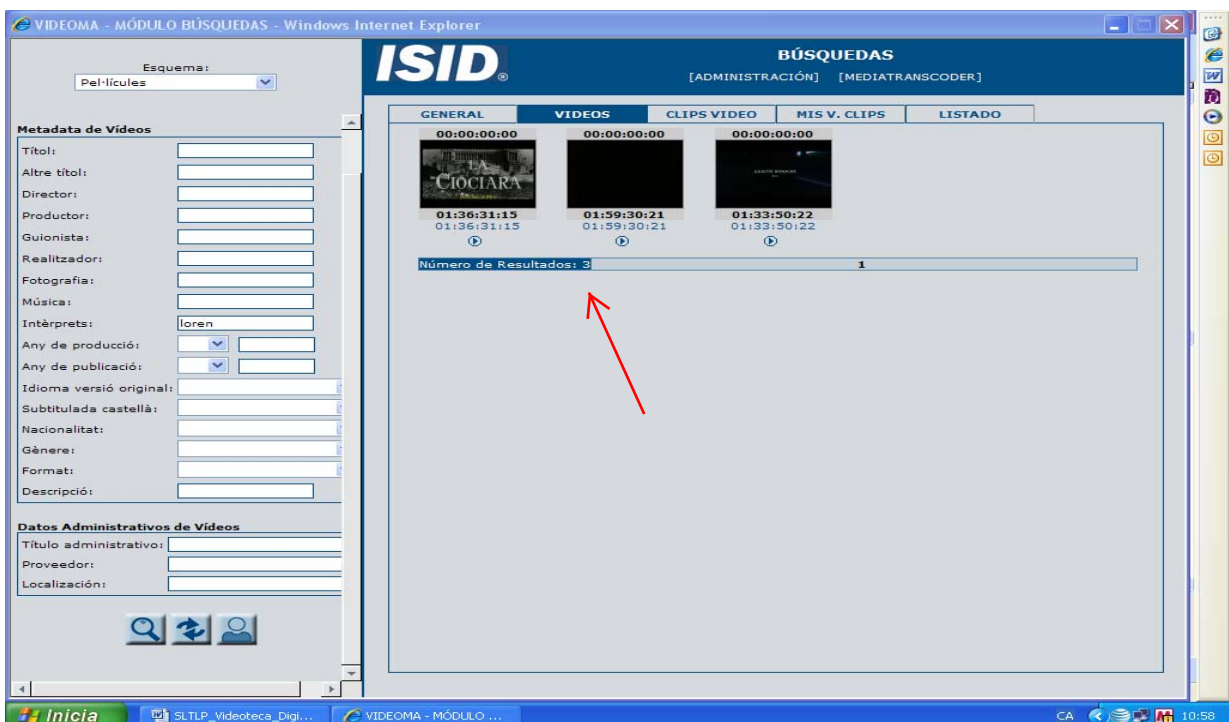 VIDEOMA - MÓDULO BÚSQUEDAS - Windows Internet Explorer
Esquema:
Pel·lícules
Metadata de Vídeos
Títol:
Altre títol:
Director:
Productor:
Guionista:
Realitzador:
Fotografia:
Música:
Intèrprets: loren
Any de producció:
Any de publicació:
Idioma versió original:
Subtitulada castellà:
Nacionalitat:
Gènere:
Format:
Descripció:
Datos Administrativos de Vídeos
Título administrativo:
Proveedor:
Localización:
ISID®
BÚSQUEDAS
[ADMINISTRACIÓN] [MEDIATRANSCODER]
GENERAL VIDEOS CLIPS VIDEO MIS V. CLIPS LISTADO
00:00:00:00 00:00:00:00 00:00:00:00
LA
CIOCIARA
01:36:31:15 01:59:30:21 01:33:50:22
01:36:31:15 01:59:30:21 01:33:50:22
Número de Resultados: 3 1
Inicia SLTLP_Videoteca_Digi... VIDEOMA - MÓDULO ... CA 10:58